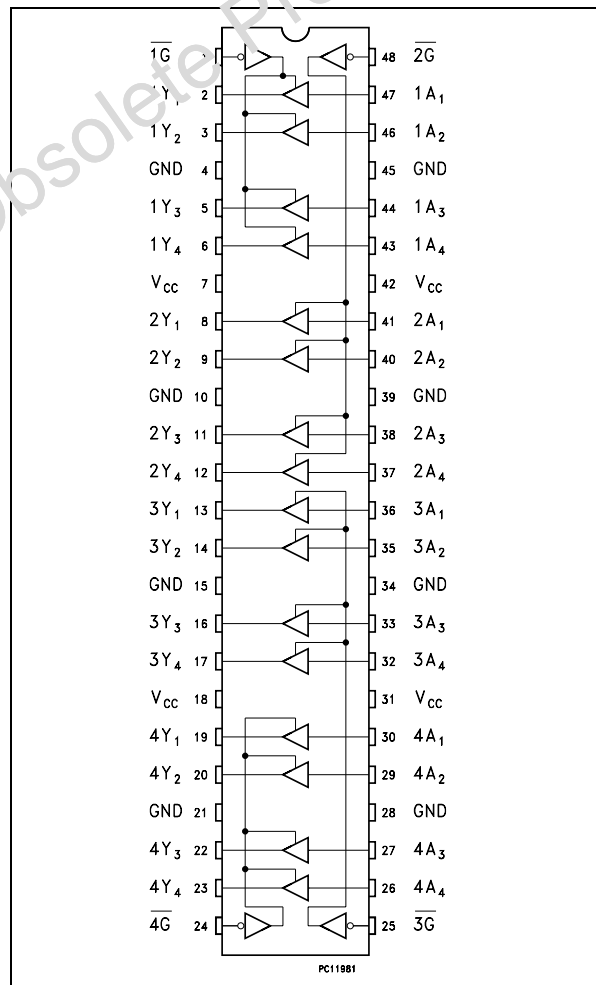 Obsolete Pr
1G 1 48 2G
1Y1 2 47 1A1
1Y2 3 46 1A2
GND 4 45 GND
1Y3 5 44 1A3
1Y4 6 43 1A4
VCC 7 42 VCC
2Y1 8 41 2A1
2Y2 9 40 2A2
GND 10 39 GND
2Y3 11 38 2A3
2Y4 12 37 2A4
3Y1 13 36 3A1
3Y2 14 35 3A2
GND 15 34 GND
3Y3 16 33 3A3
3Y4 17 32 3A4
VCC 18 31 VCC
4Y1 19 30 4A1
4Y2 20 29 4A2
GND 21 28 GND
4Y3 22 27 4A3
4Y4 23 26 4A4
4G 24 25 3G
PC11981